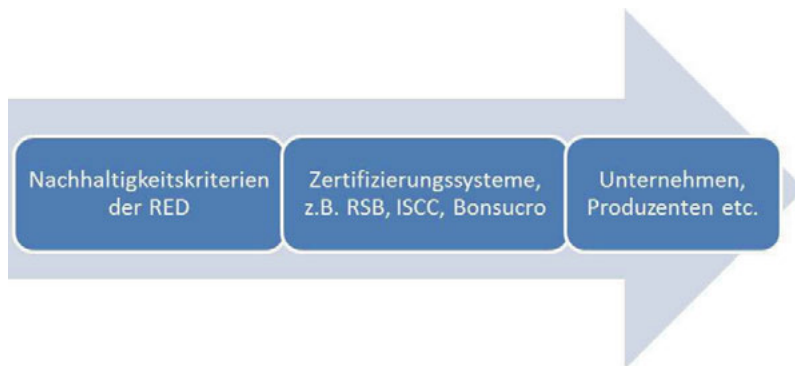 Nachhaltigkeitskriterien
der RED
Zertifizierungssysteme,
z.B. RSB, ISCC, Bonsucro
Unternehmen,
Produzenten etc.